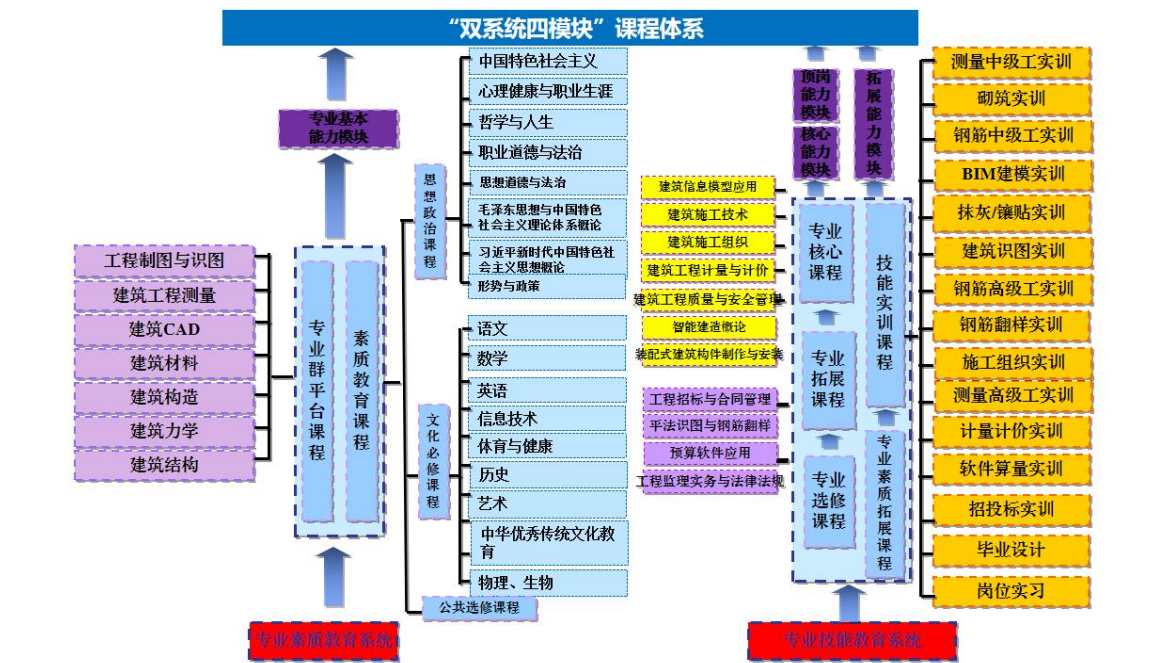 “双系统四模块”课程体系
专业基本
能力模块
工程制图与识图
建筑工程测量
建筑CAD
建筑材料
建筑构造
建筑力学
建筑结构
专业群平台课程
素质教育课程
专业素质教育系统
思想政治课程
中国特色社会主义
心理健康与职业生涯
哲学与人生
职业道德与法治
思想道德与法治
毛泽东思想与中国特色
社会主义理论体系概论
习近平新时代中国特色社
会主义思想概论
形势与政策
文化必修课程
语文
数学
英语
信息技术
体育与健康
历史
艺术
中华优秀传统文化教
育
物理、生物
公共选修课程
顶岗
能力
模块
核心
能力
模块
拓展能力模块
建筑信息模型应用
建筑施工技术
建筑施工组织
建筑工程计量与计价
建筑工程质量与安全管理
智能建造概论
装配式建筑构件制作与安装
工程招标与合同管理
平法识图与钢筋翻样
预算软件应用
工程监理实务与法律法规
专业
核心
课程
专业
拓展
课程
专业
选修
课程
技能实训课程
专业素质拓展课程
专业技能教育系统
测量中级工实训
砌筑实训
钢筋中级工实训
BIM建模实训
抹灰/镶贴实训
建筑识图实训
钢筋高级工实训
钢筋翻样实训
施工组织实训
测量高级工实训
计量计价实训
软件算量实训
招投标实训
毕业设计
岗位实习